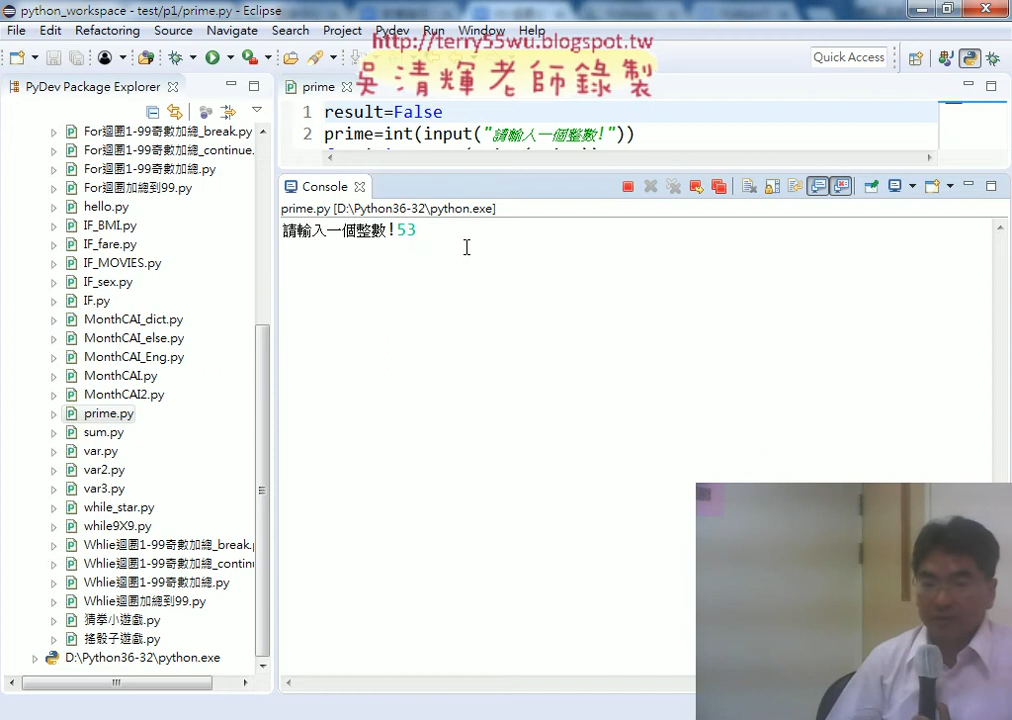 python_workspace - test/p1/prime.py - Eclipse
File Edit Refactoring Source Navigate Search Project Pydev Run Window Help
http://terry55wu.blogspot.tw
吳清輝老師錄製
Quick Access
PyDev Package Explorer
prime
1 result=False
2 prime=int(input("請輸入一個整數!"))
For迴圈1-99奇數加總_break.py
For迴圈1-99奇數加總_continue.
For迴圈1-99奇數加總.py
For迴圈加總到99.py
hello.py
IF_BMI.py
IF_fare.py
IF_MOVIES.py
IF_sex.py
IF.py
MonthCAI_dict.py
MonthCAI_else.py
MonthCAI_Eng.py
MonthCAI.py
MonthCAI2.py
prime.py
sum.py
var.py
var2.py
var3.py
while_star.py
while9X9.py
Whlie迴圈1-99奇數加總_break.
Whlie迴圈1-99奇數加總_contin
Whlie迴圈1-99奇數加總.py
Whlie迴圈加總到99.py
猜拳小遊戲.py
搖骰子遊戲.py
D:\Python36-32\python.exe
Console
prime.py [D:\Python36-32\python.exe]
請輸入一個整數!53